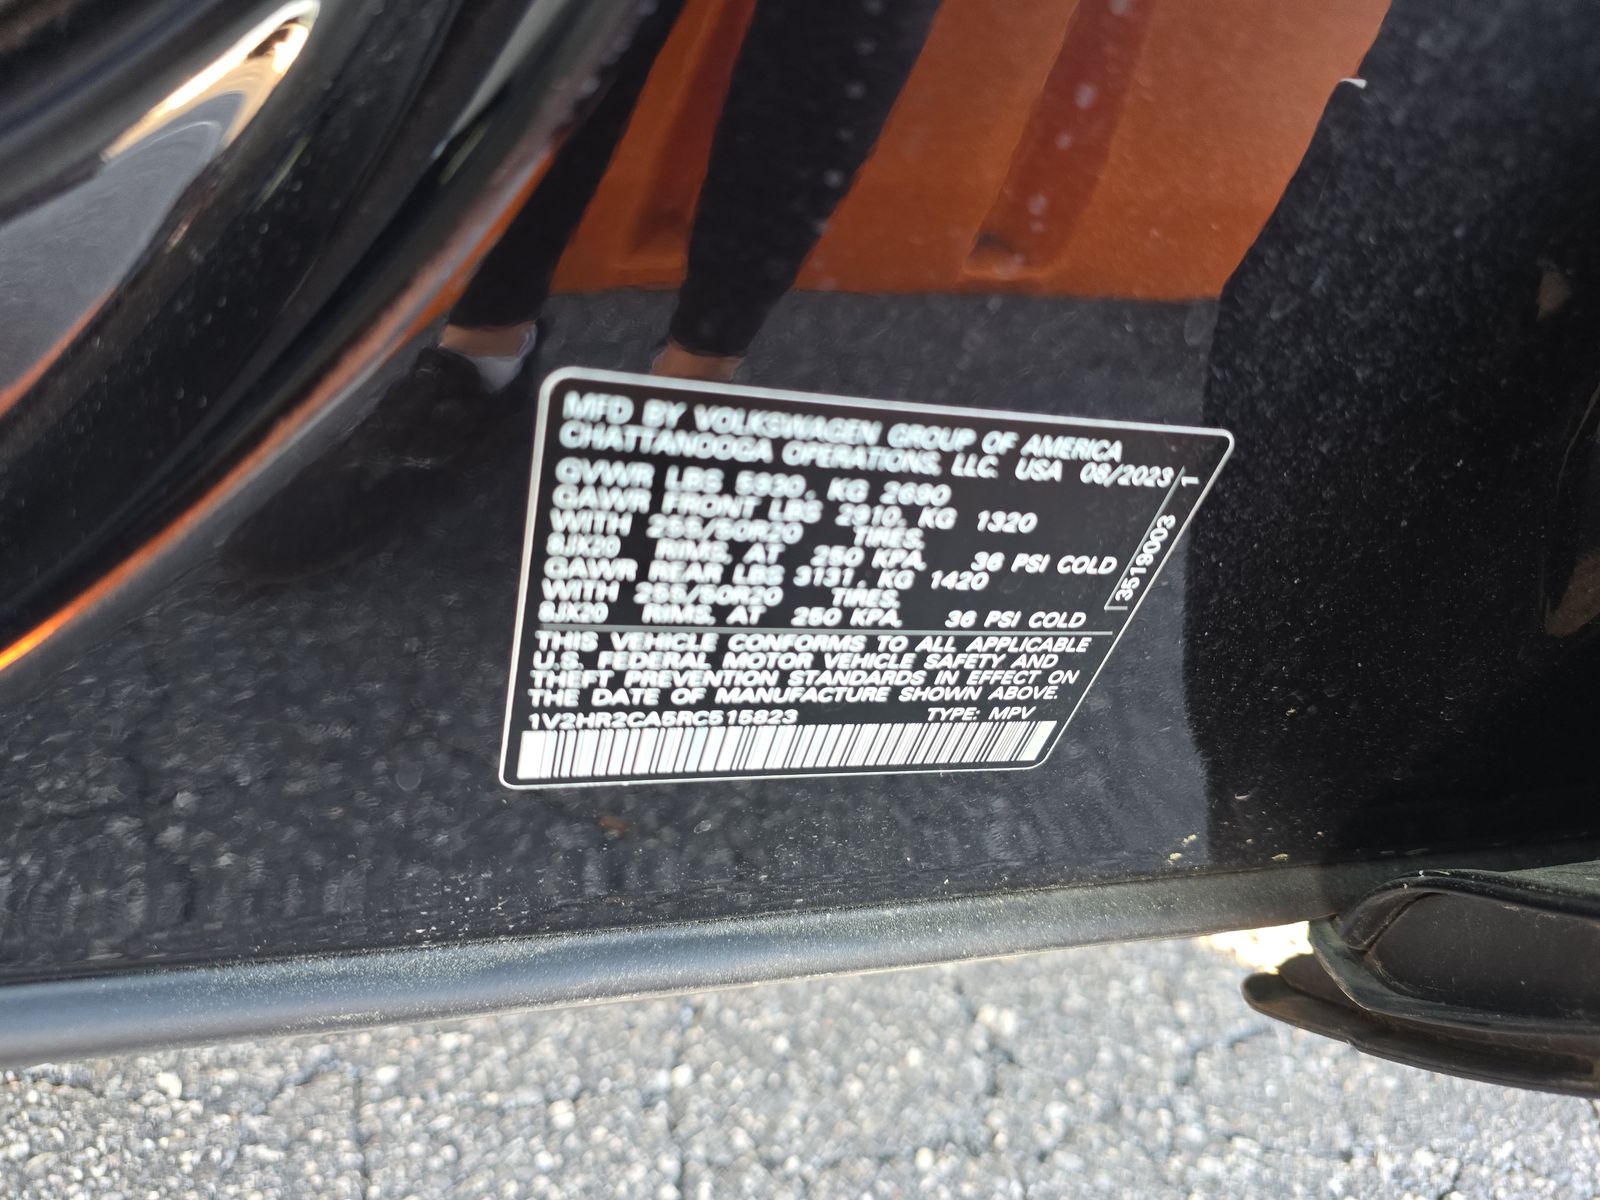 MFD BY VOLKSWAGEN GROUP OF AMERICA
CHATTANOOGA OPERATIONS, LLC. USA 08/2023
GVWR LBS 5930, KG 2690
GAWR FRONT LBS 2910, KG 1320
WITH 255/50R20 TIRES,
8JX20 RIMS, AT 250 KPA, 36 PSI COLD
GAWR REAR LBS 3131, KG 1420
WITH 255/50R20 TIRES,
8JX20 RIMS, AT 250 KPA, 36 PSI COLD
THIS VEHICLE CONFORMS TO ALL APPLICABLE
U.S. FEDERAL MOTOR VEHICLE SAFETY AND
THEFT PREVENTION STANDARDS IN EFFECT ON
THE DATE OF MANUFACTURE SHOWN ABOVE.
1V2HR2CA5RC515823 TYPE: MPV
3519003 1